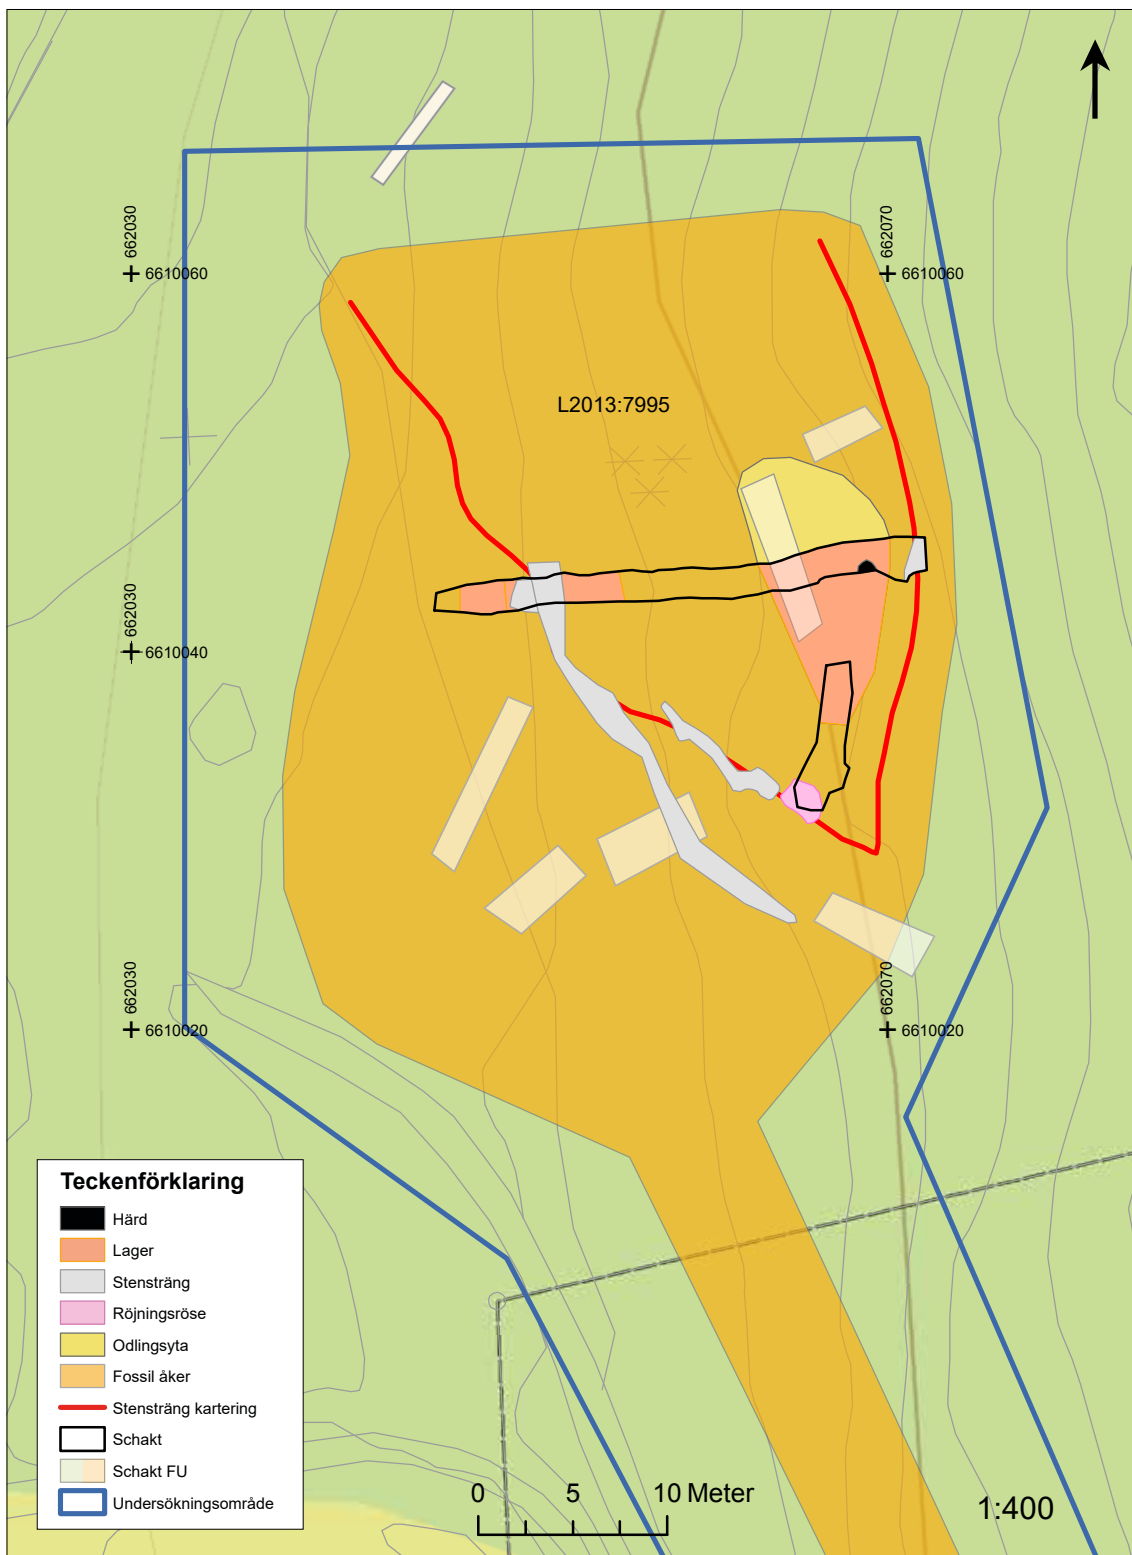 662030
6610060
662070
6610060
L2013:7995
662030
6610040
662030
6610020
662070
6610020
Teckenförklaring
Härd
Lager
Stensträng
Röjningsröse
Odlingsyta
Fossil åker
Stensträng kartering
Schakt
Schakt FU
Undersökningsområde
0 5 10 Meter
1:400